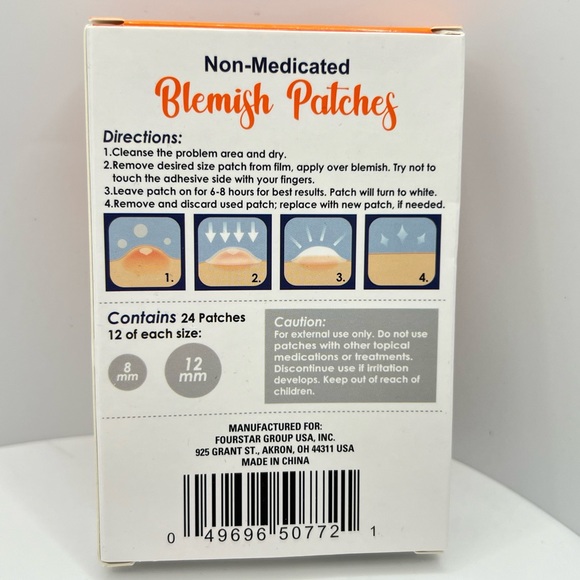 Non-Medicated
Blemish Patches
Directions:
1.Cleanse the problem area and dry.
2.Remove desired size patch from film, apply over blemish. Try not to
touch the adhesive side with your fingers.
3.Leave patch on for 6-8 hours for best results. Patch will turn to white.
4.Remove and discard used patch; replace with new patch, if needed.
1. 2. 3. 4.
Contains 24 Patches
12 of each size:
8
mm
12
mm
Caution:
For external use only. Do not use
patches with other topical
medications or treatments.
Discontinue use if irritation
develops. Keep out of reach of
children.
MANUFACTURED FOR:
FOURSTAR GROUP USA, INC.
925 GRANT ST., AKRON, OH 44311 USA
MADE IN CHINA
0 49696 50772 1